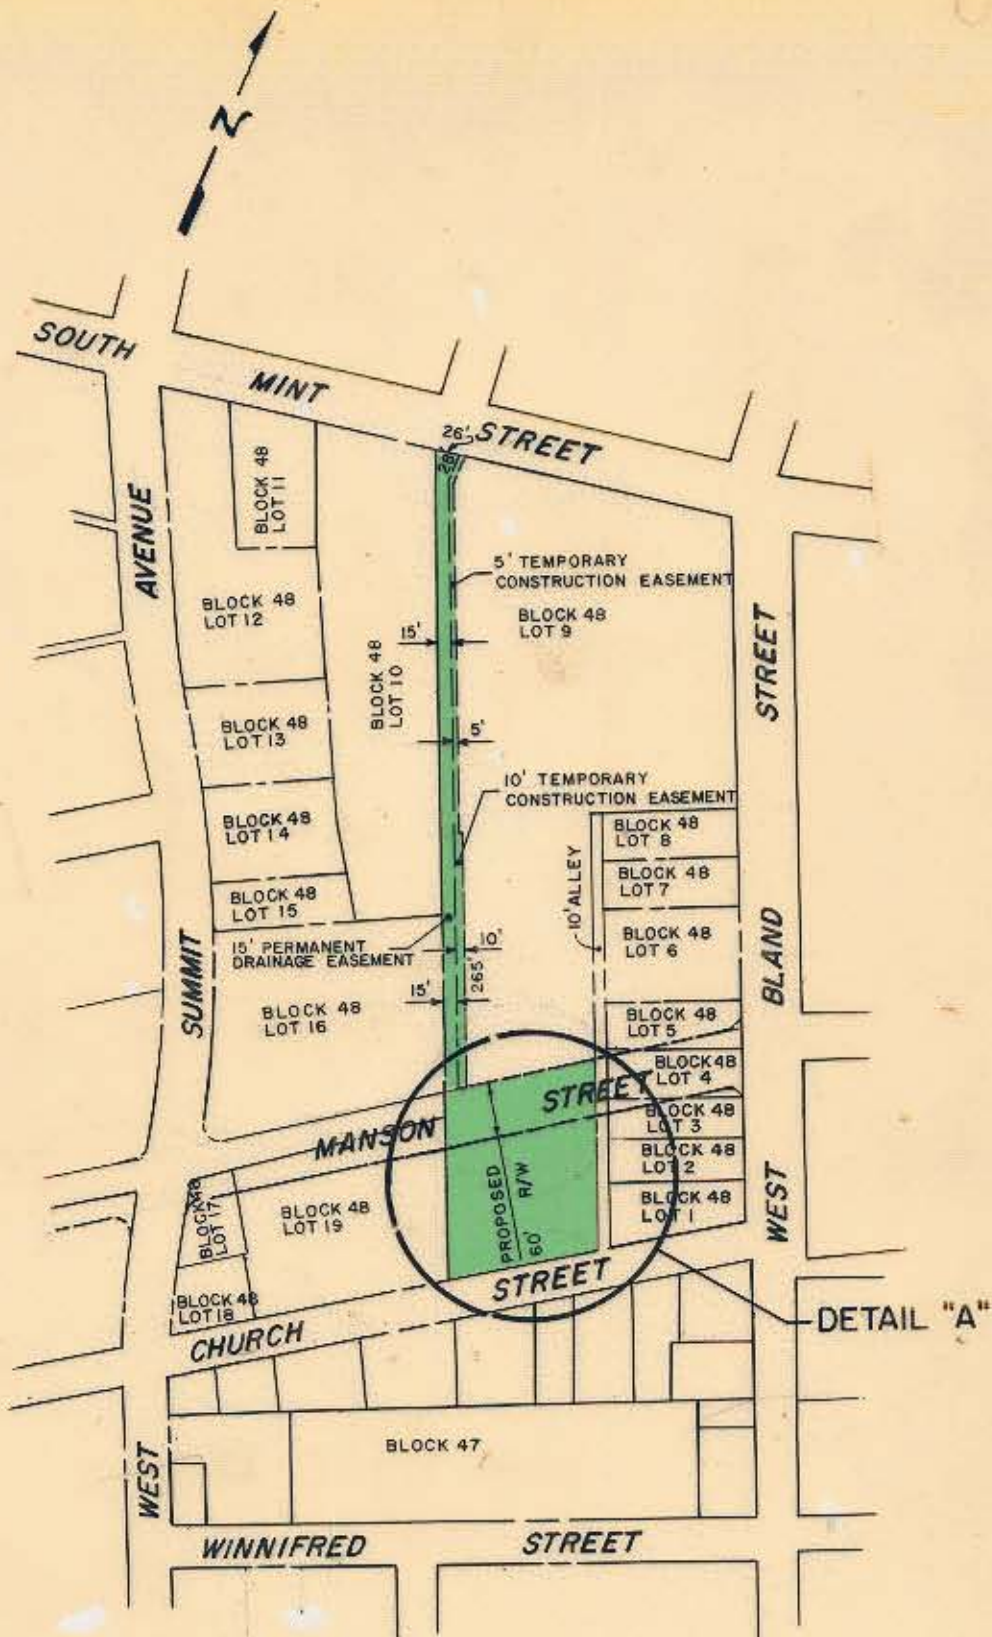 N
SOUTH
MINT
STREET
26'
28'
AVENUE
BLOCK 48
LOT 11
5' TEMPORARY
CONSTRUCTION EASEMENT
BLOCK 48
LOT 12
BLOCK 48
LOT 9
15'
BLOCK 48
LOT 10
STREET
BLOCK 48
LOT 13
5'
10' TEMPORARY
CONSTRUCTION EASEMENT
BLOCK 48
LOT 14
BLOCK 48
LOT 8
BLOCK 48
LOT 7
10' ALLEY
BLOCK 48
LOT 15
15' PERMANENT
DRAINAGE EASEMENT
10'
BLOCK 48
LOT 6
SUMMIT
BLAND
15'
265'
BLOCK 48
LOT 16
BLOCK 48
LOT 5
BLOCK 48
LOT 4
MANSON
STREET
BLOCK 48
LOT 3
BLOCK 48
LOT 2
BLOCK 48
LOT 1
WEST
PROPOSED
R/W
60'
BLOCK 48
LOT 17
BLOCK 48
LOT 19
BLOCK 48
LOT 18
CHURCH
STREET
DETAIL "A"
BLOCK 47
WEST
WINNIFRED
STREET